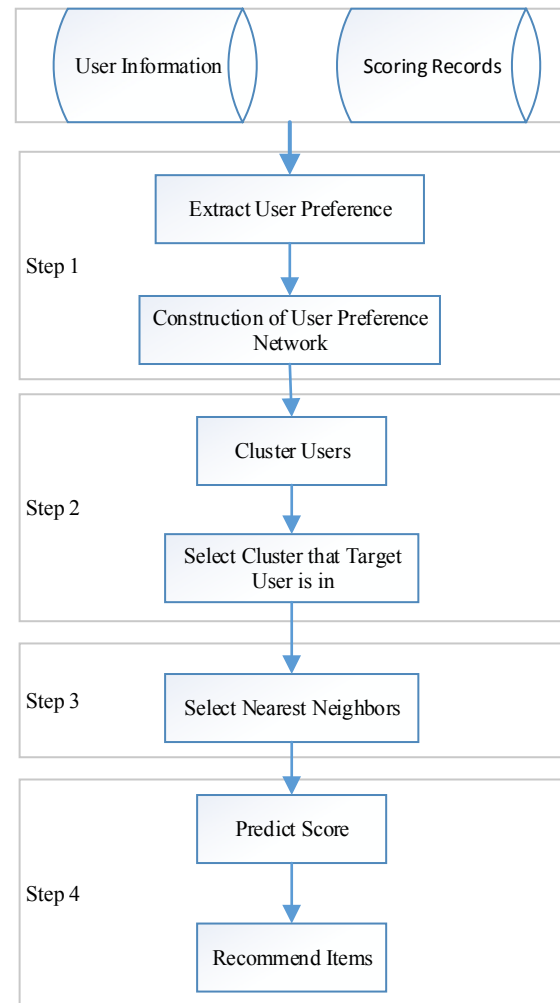 User Information
Scoring Records
Step 1
Extract User Preference
Construction of User Preference
Network
Step 2
Cluster Users
Select Cluster that Target
User is in
Step 3
Select Nearest Neighbors
Step 4
Predict Score
Recommend Items